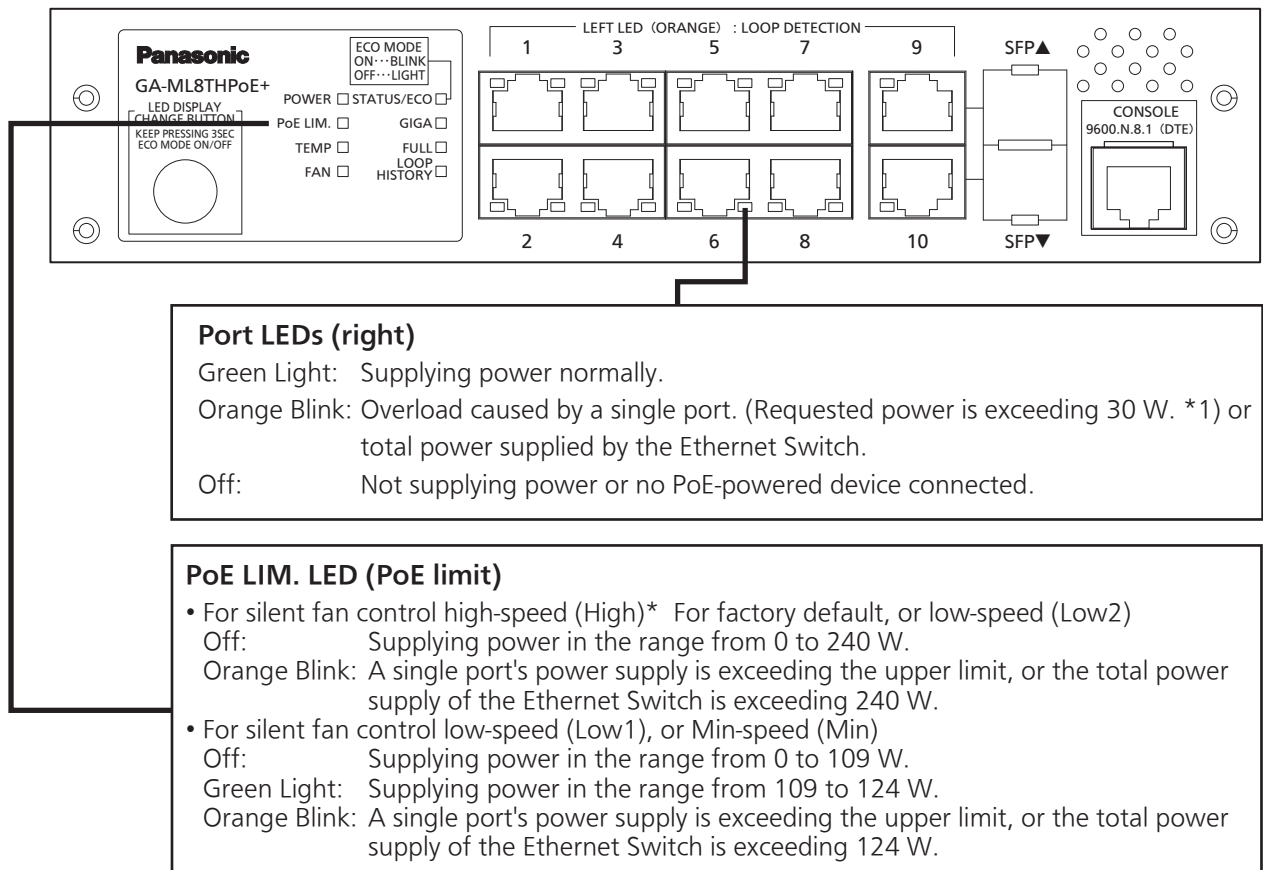 LEFT LED (ORANGE) : LOOP DETECTION
1 3 5 7 9 SFP▲
Panasonic
GA-ML8THPoE+
ECO MODE
ON···BLINK
OFF···LIGHT
LED DISPLAY
CHANGE BUTTON
KEEP PRESSING 3SEC
ECO MODE ON/OFF
POWER STATUS/ECO
PoE LIM. GIGA
TEMP FULL
FAN LOOP
HISTORY
CONSOLE
9600.N.8.1 (DTE)
2 4 6 8 10 SFP▼
Port LEDs (right)
Green Light: Supplying power normally.
Orange Blink: Overload caused by a single port. (Requested power is exceeding 30 W. *1) or
total power supplied by the Ethernet Switch.
Off: Not supplying power or no PoE-powered device connected.
PoE LIM. LED (PoE limit)
• For silent fan control high-speed (High)* For factory default, or low-speed (Low2)
Off: Supplying power in the range from 0 to 240 W.
Orange Blink: A single port's power supply is exceeding the upper limit, or the total power
supply of the Ethernet Switch is exceeding 240 W.
• For silent fan control low-speed (Low1), or Min-speed (Min)
Off: Supplying power in the range from 0 to 109 W.
Green Light: Supplying power in the range from 109 to 124 W.
Orange Blink: A single port's power supply is exceeding the upper limit, or the total power
supply of the Ethernet Switch is exceeding 124 W.